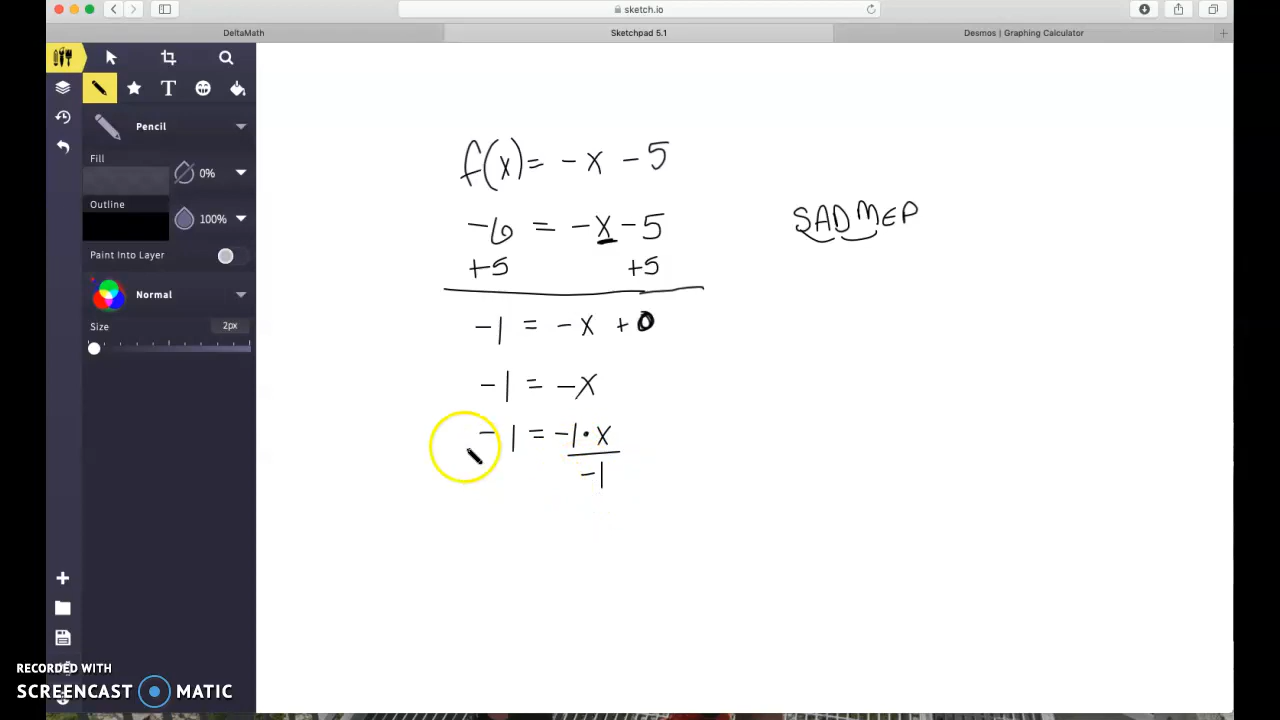 sketch.io
DeltaMath
Sketchpad 5.1
Desmos | Graphing Calculator
T
Pencil
Fill
0%
Outline
100%
Paint Into Layer
Normal
Size
2px
f(x) = -x -5
-6 = -x -5
+5 +5
-1 = -x +0
-1 = -x
-1 = -1·x
-1
SADMEP
RECORDED WITH
SCREENCAST MATIC